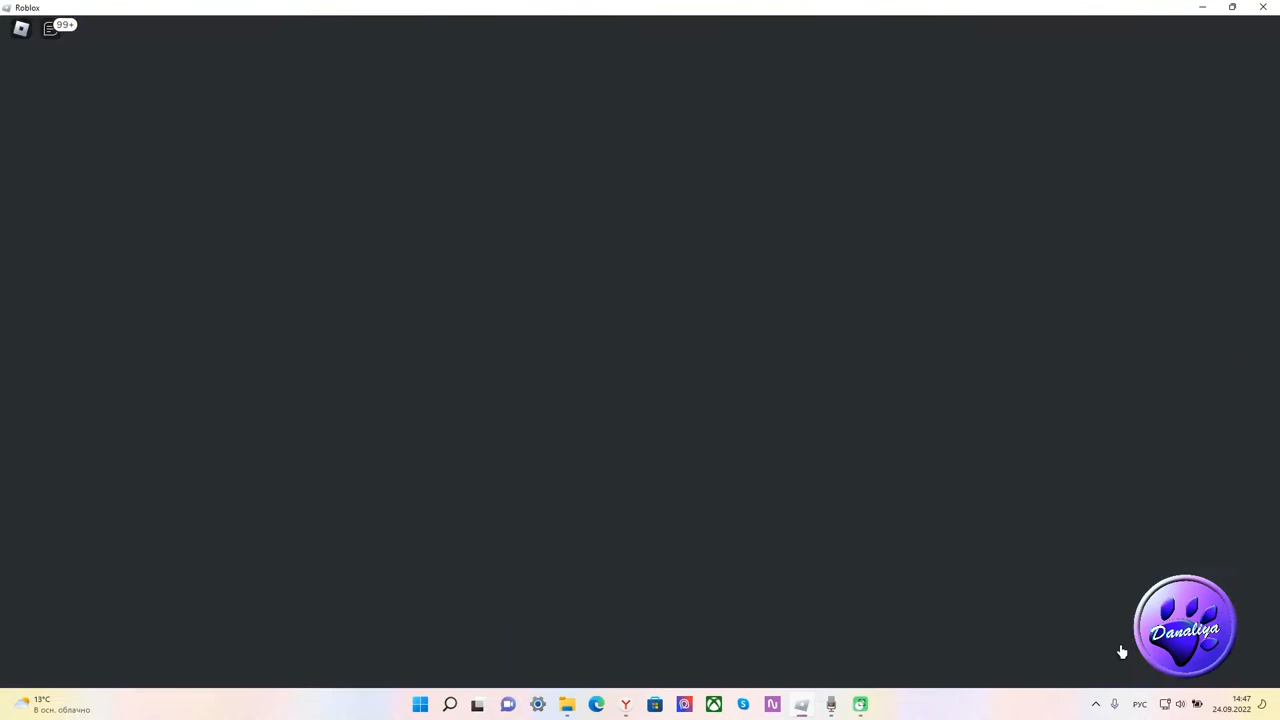 Roblox
99+
Danaliya
13°C
В осн. облачно
РУС
14:47
24.09.2022